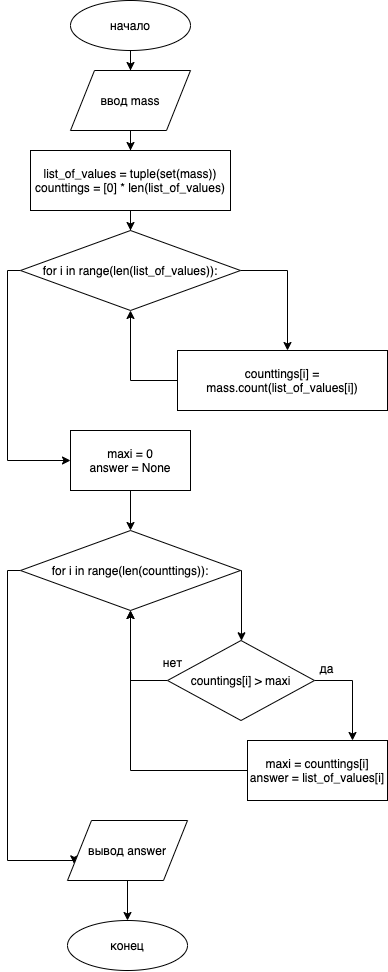 начало
ввод mass
list_of_values = tuple(set(mass))
counttings = [0] * len(list_of_values)
for i in range(len(list_of_values)):
counttings[i] =
mass.count(list_of_values[i])
maxi = 0
answer = None
for i in range(len(counttings)):
нет
да
countings[i] > maxi
maxi = counttings[i]
answer = list_of_values[i]
вывод answer
конец